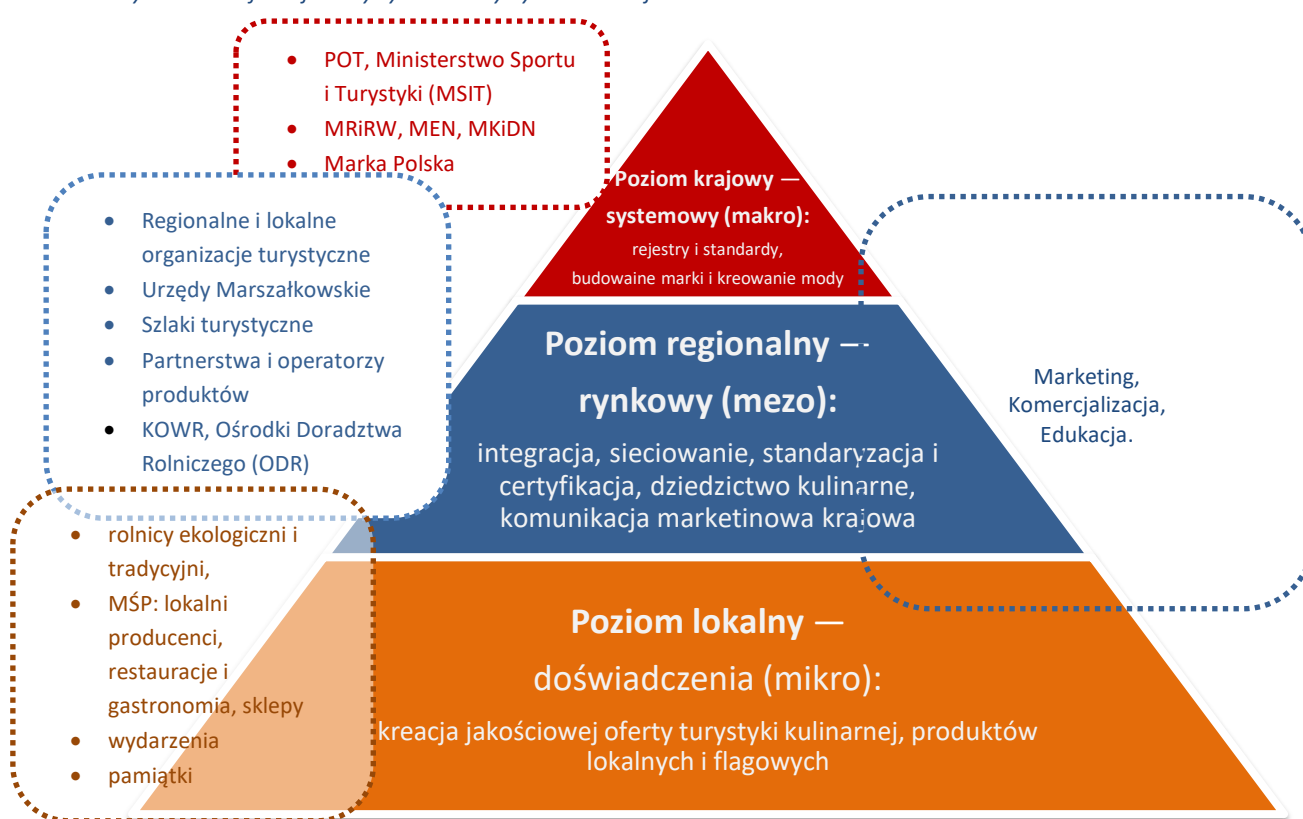 • POT, Ministerstwo Sportu
i Turystyki (MSIT)
• MRiRW, MEN, MKiDN
• Marka Polska
Poziom krajowy —
systemowy (makro):
rejestry i standardy,
budowaine marki i kreowanie mody
• Regionalne i lokalne
organizacje turystyczne
• Urzędy Marszałkowskie
• Szlaki turystyczne
• Partnerstwa i operatorzy
produktów
• KOWR, Ośrodki Doradztwa
Rolniczego (ODR)
Poziom regionalny —
rynkowy (mezo):
integracja, sieciowanie, standaryzacja i
certyfikacja, dziedzictwo kulinarne,
komunikacja marketinowa krajowa
Marketing,
Komercjalizacja,
Edukacja.
• rolnicy ekologiczni i
tradycyjni,
• MŚP: lokalni
producenci,
restauracje i
gastronomia, sklepy
• wydarzenia
• pamiątki
Poziom lokalny —
doświadczenia (mikro):
kreacja jakościowej oferty turystyki kulinarnej, produktów
lokalnych i flagowych